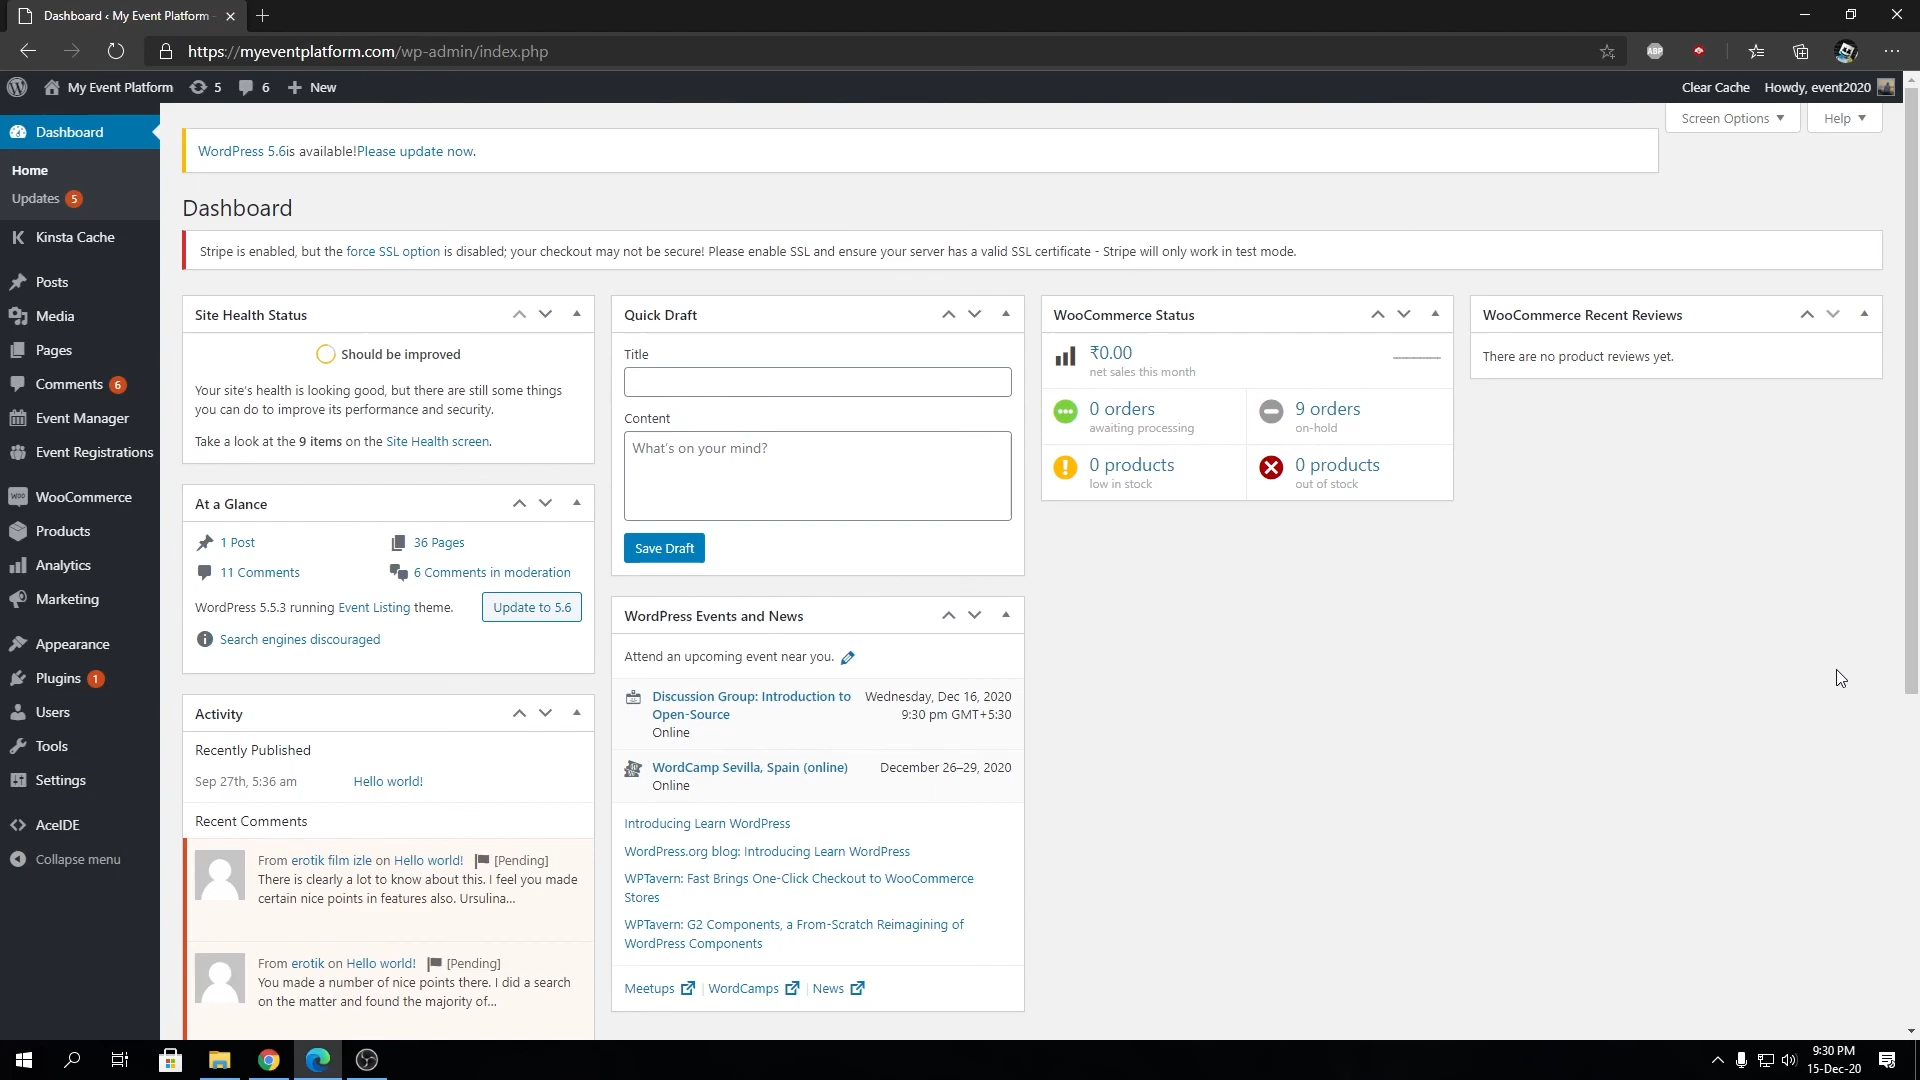 Dashboard ‹ My Event Platform
https://myeventplatform.com/wp-admin/index.php
ABP
My Event Platform 5 6 New
Clear Cache Howdy, event2020
Dashboard
Home
Updates 5
Kinsta Cache
Posts
Media
Pages
Comments 6
Event Manager
Event Registrations
WooCommerce
Products
Analytics
Marketing
Appearance
Plugins 1
Users
Tools
Settings
AceIDE
Collapse menu
Screen Options
Help
WordPress 5.6is available!Please update now.
Dashboard
Stripe is enabled, but the force SSL option is disabled; your checkout may not be secure! Please enable SSL and ensure your server has a valid SSL certificate - Stripe will only work in test mode.
Site Health Status
Should be improved
Your site's health is looking good, but there are still some things
you can do to improve its performance and security.
Take a look at the 9 items on the Site Health screen.
At a Glance
1 Post
36 Pages
11 Comments
6 Comments in moderation
WordPress 5.5.3 running Event Listing theme.
Update to 5.6
Search engines discouraged
Activity
Recently Published
Sep 27th, 5:36 am
Hello world!
Recent Comments
From erotik film izle on Hello world! [Pending]
There is clearly a lot to know about this. I feel you made
certain nice points in features also. Ursulina...
From erotik on Hello world! [Pending]
You made a number of nice points there. I did a search
on the matter and found the majority of...
Quick Draft
Title
Content
What's on your mind?
Save Draft
WordPress Events and News
Attend an upcoming event near you.
Discussion Group: Introduction to
Open-Source
Online
Wednesday, Dec 16, 2020
9:30 pm GMT+5:30
WordCamp Sevilla, Spain (online)
Online
December 26–29, 2020
Introducing Learn WordPress
WordPress.org blog: Introducing Learn WordPress
WPTavern: Fast Brings One-Click Checkout to WooCommerce
Stores
WPTavern: G2 Components, a From-Scratch Reimagining of
WordPress Components
Meetups | WordCamps | News
WooCommerce Status
₹0.00
net sales this month
0 orders
awaiting processing
9 orders
on-hold
0 products
low in stock
0 products
out of stock
WooCommerce Recent Reviews
There are no product reviews yet.
9:30 PM
15-Dec-20